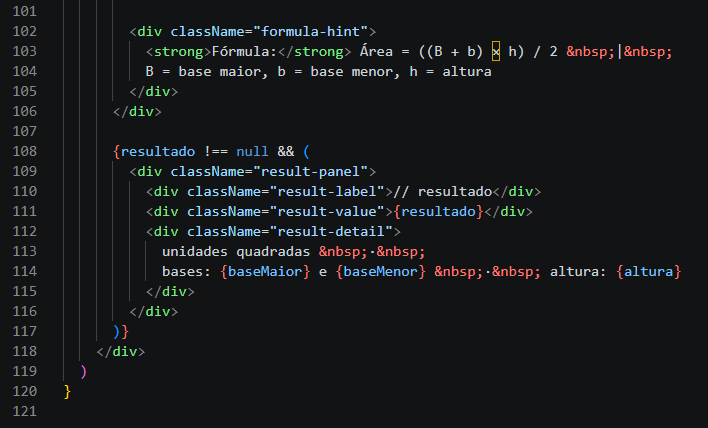 101
102 <div className="formula-hint">
103 <strong>Fórmula:</strong> Área = ((B + b) × h) / 2 &nbsp;|&nbsp;
104 B = base maior, b = base menor, h = altura
105 </div>
106 </div>
107
108 {resultado !== null && (
109 <div className="result-panel">
110 <div className="result-label">// resultado</div>
111 <div className="result-value">{resultado}</div>
112 <div className="result-detail">
113 unidades quadradas &nbsp;·&nbsp;
114 bases: {baseMaior} e {baseMenor} &nbsp;·&nbsp; altura: {altura}
115 </div>
116 </div>
117 )}
118 </div>
119 )
120 }
121